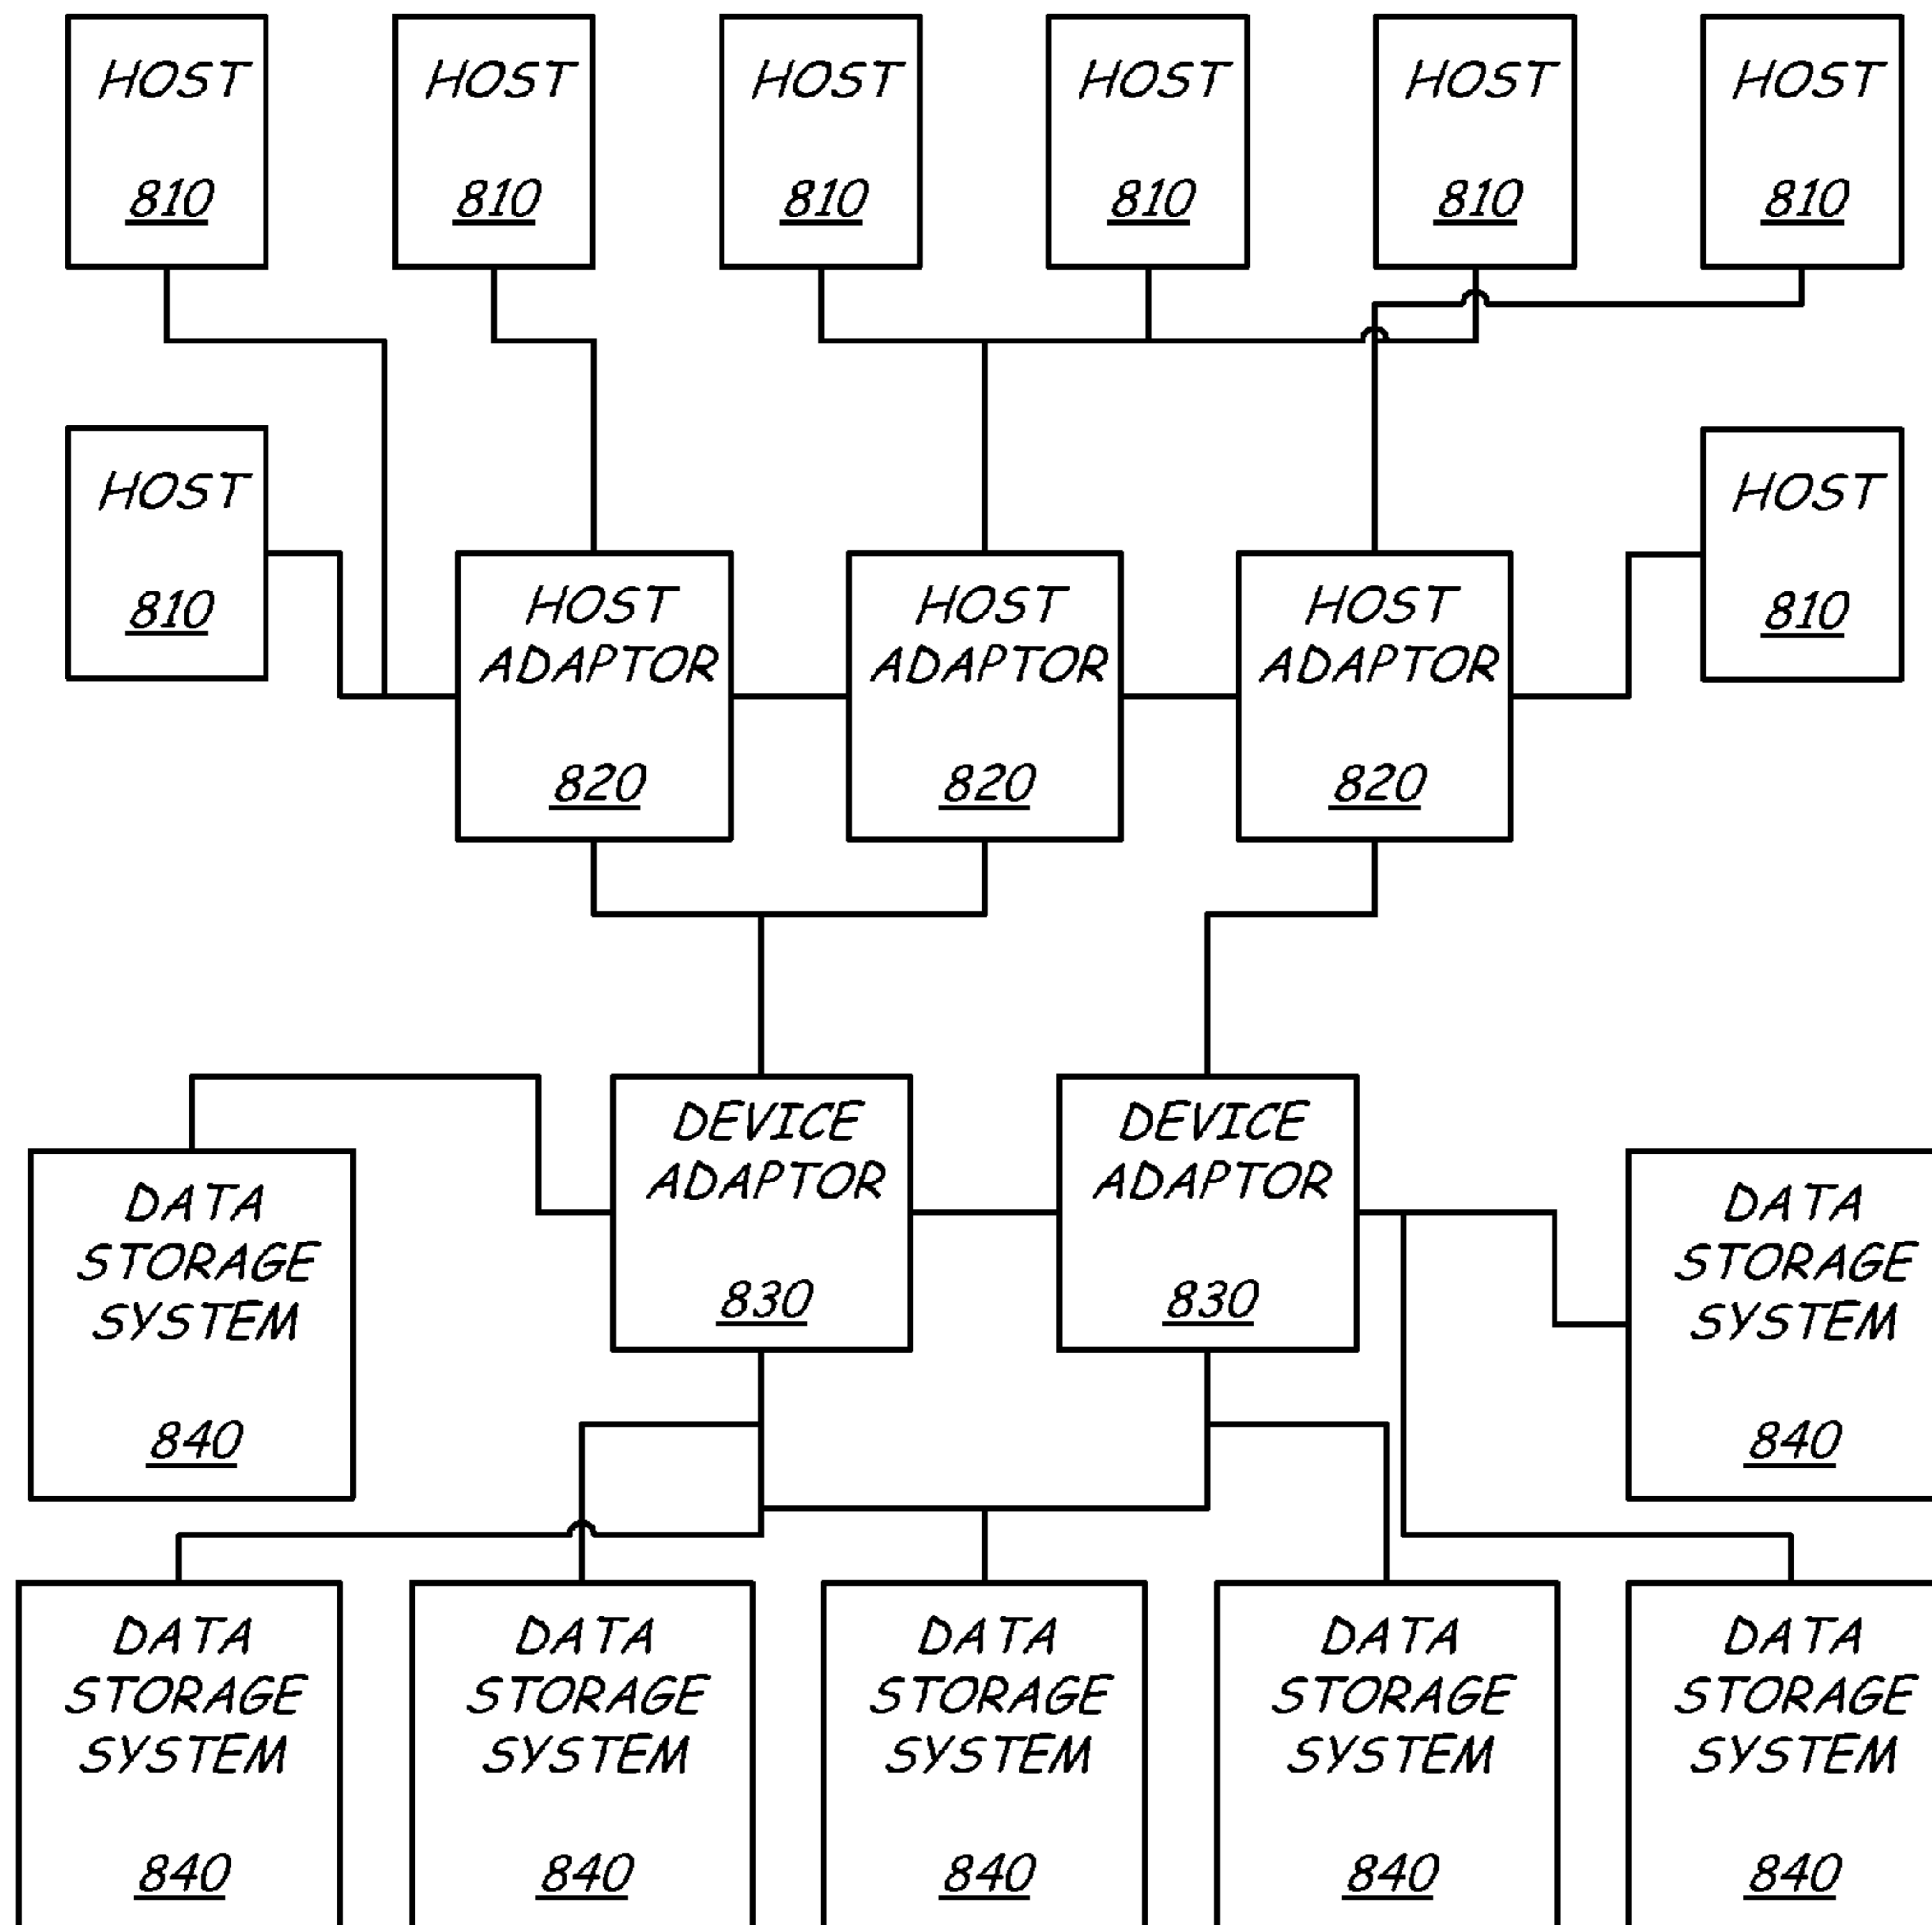 HOST
810
HOST
810
HOST
810
HOST
810
HOST
810
HOST
810
HOST
810
HOST
810
HOST
ADAPTOR
820
HOST
ADAPTOR
820
HOST
ADAPTOR
820
DEVICE
ADAPTOR
830
DEVICE
ADAPTOR
830
DATA
STORAGE
SYSTEM
840
DATA
STORAGE
SYSTEM
840
DATA
STORAGE
SYSTEM
840
DATA
STORAGE
SYSTEM
840
DATA
STORAGE
SYSTEM
840
DATA
STORAGE
SYSTEM
840
DATA
STORAGE
SYSTEM
840